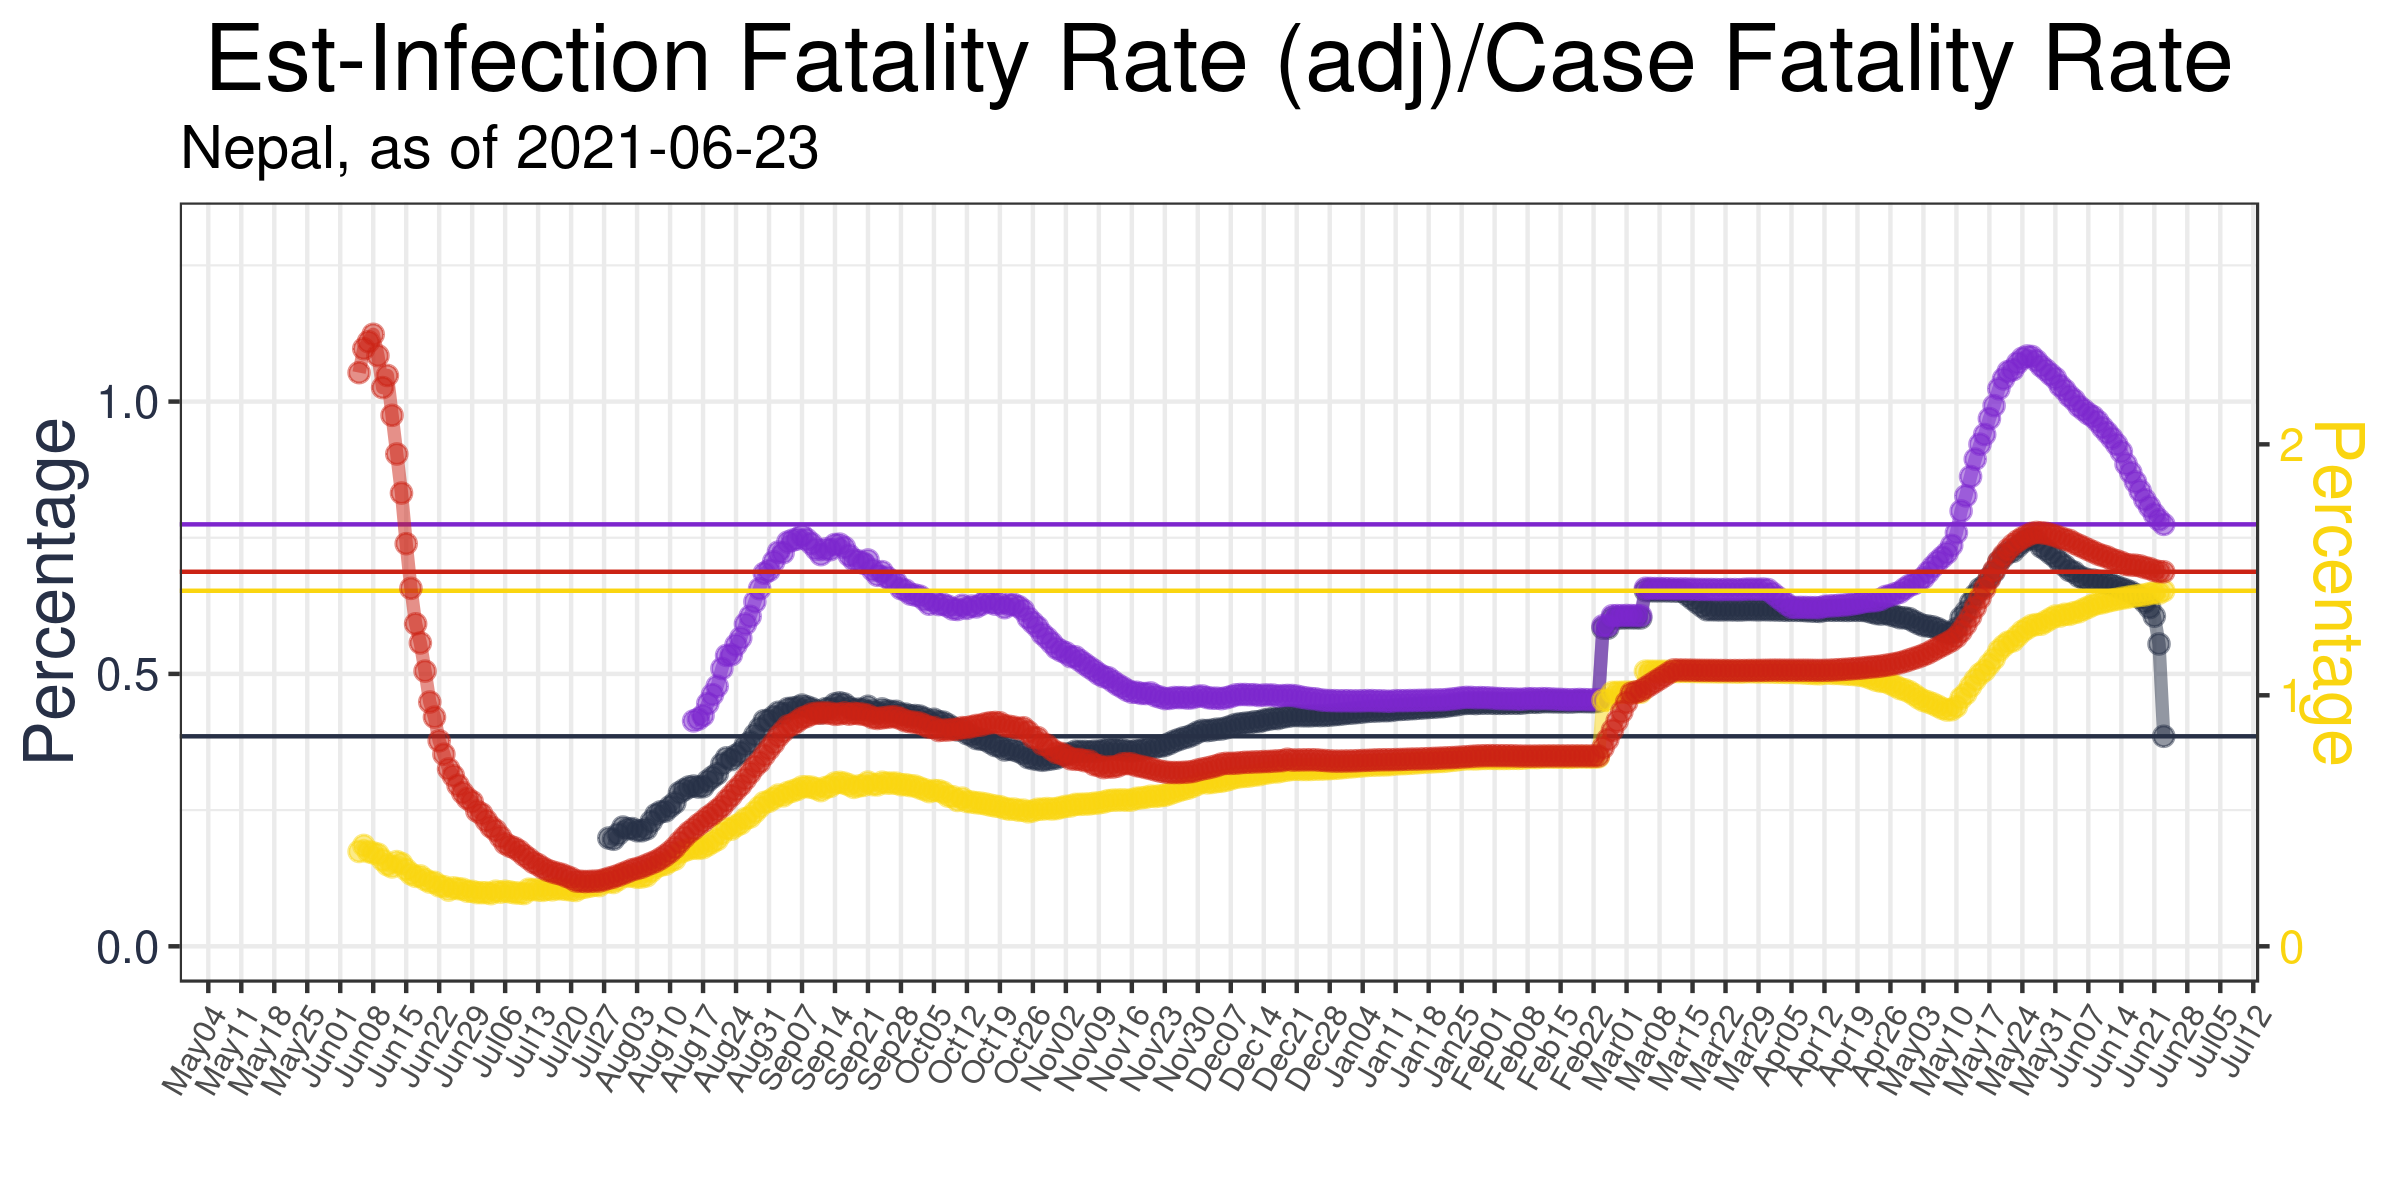 Est-Infection Fatality Rate (adj)/Case Fatality Rate
Nepal, as of 2021-06-23
Percentage
1.0
0.5
0.0
2
1
0
Percentage
May04
May11
May18
May25
Jun01
Jun08
Jun15
Jun22
Jun29
Jul06
Jul13
Jul20
Jul27
Aug03
Aug10
Aug17
Aug24
Aug31
Sep07
Sep14
Sep21
Sep28
Oct05
Oct12
Oct19
Oct26
Nov02
Nov09
Nov16
Nov23
Nov30
Dec07
Dec14
Dec21
Dec28
Jan04
Jan11
Jan18
Jan25
Feb01
Feb08
Feb15
Feb22
Mar01
Mar08
Mar15
Mar22
Mar29
Apr05
Apr12
Apr19
Apr26
May03
May10
May17
May24
May31
Jun07
Jun14
Jun21
Jun28
Jul05
Jul12